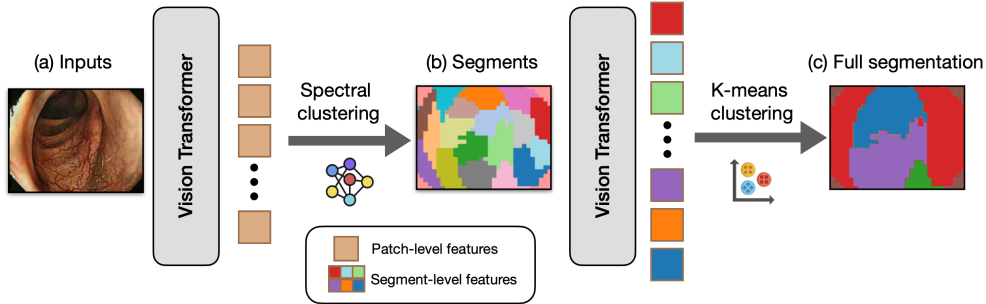 (a) Inputs
Vision Transformer
Spectral
clustering
(b) Segments
Vision Transformer
K-means
clustering
(c) Full segmentation
Patch-level features
Segment-level features